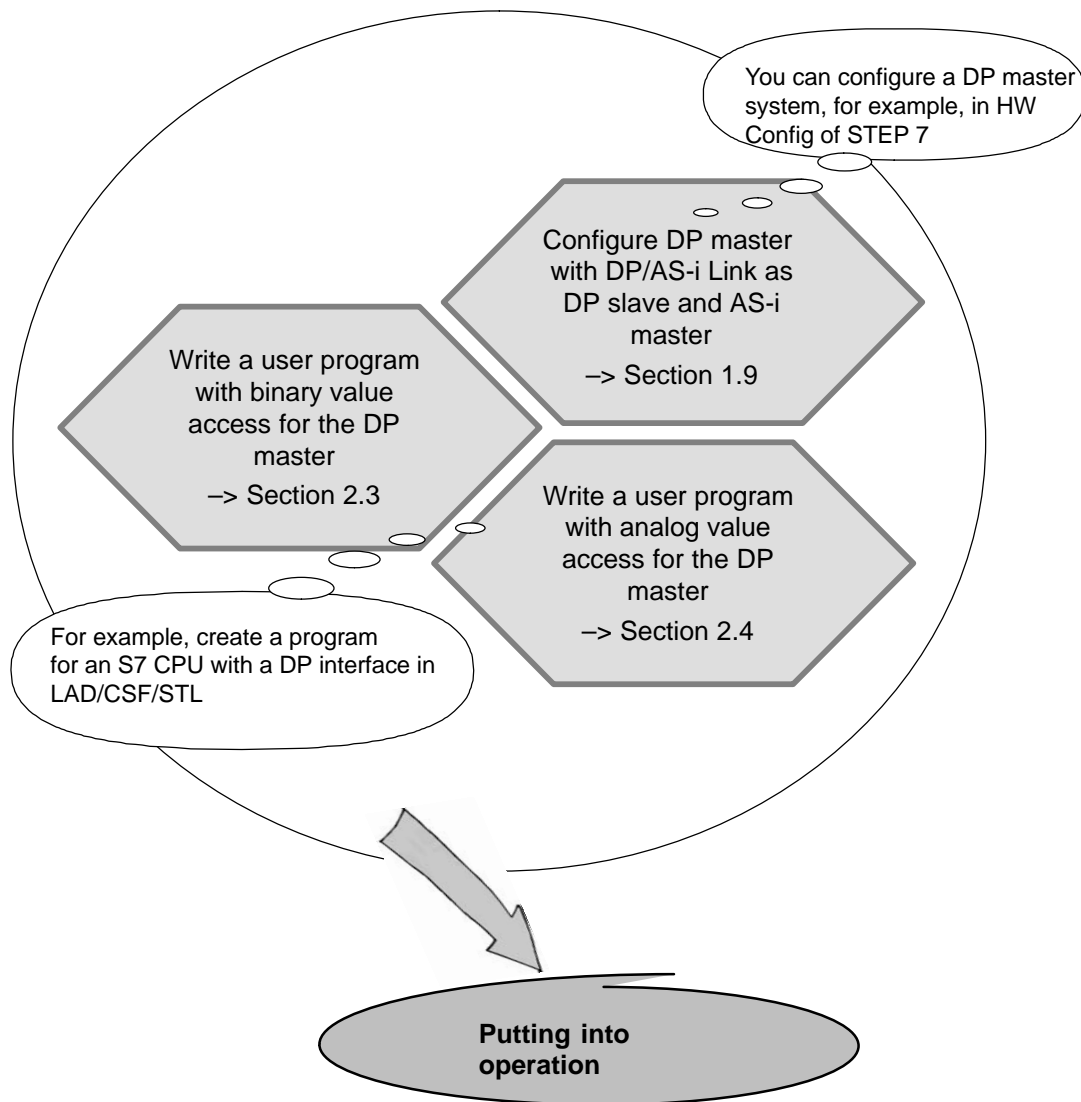 You can configure a DP master
system, for example, in HW
Config of STEP 7
Configure DP master
with DP/AS-i Link as
DP slave and AS-i
master
–> Section 1.9
Write a user program
with binary value
access for the DP
master
–> Section 2.3
Write a user program
with analog value
access for the DP
master
–> Section 2.4
For example, create a program
for an S7 CPU with a DP interface in
LAD/CSF/STL
Putting into
operation